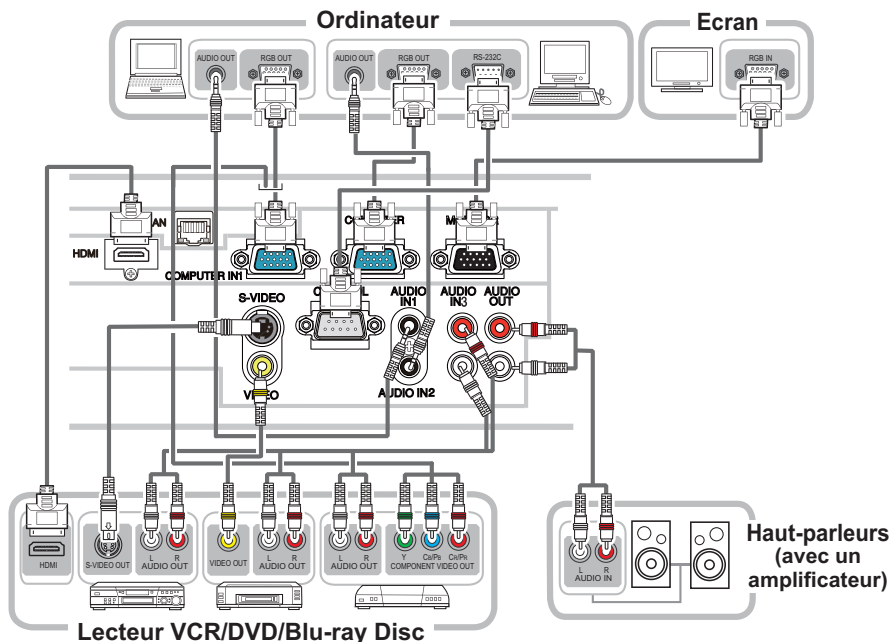 Ordinateur
Ecran
AUDIO OUT
RGB OUT
AUDIO OUT
RGB OUT
RS-232C
RGB IN
AN
HDMI
COMPUTER IN1
S-VIDEO
AUDIO IN1
AUDIO IN3
AUDIO OUT
AUDIO IN2
HDMI
S-VIDEO OUT
L R
AUDIO OUT
VIDEO OUT
L R
AUDIO OUT
L R
AUDIO OUT
Y CB/PB CR/PR
COMPONENT VIDEO OUT
L R
AUDIO IN
Haut-parleurs
(avec un
amplificateur)
Lecteur VCR/DVD/Blu-ray Disc